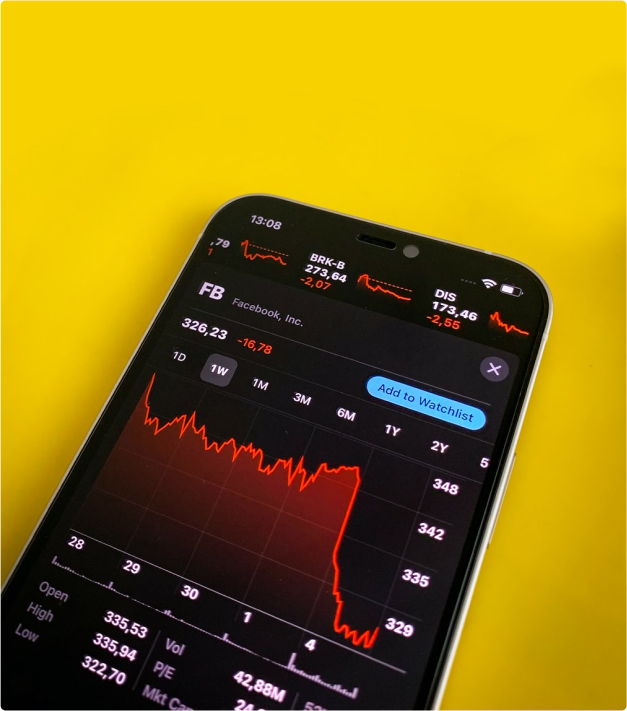 13:08
,79
1
BRK-B
273,64
-2,07
DIS
173,46
-2,55
FB Facebook, Inc.
326,23 -16,78
Add to Watchlist
1D 1W 1M 3M 6M 1Y 2Y 5
348
342
335
329
28 29 30 1 4
Open 335,53
High 335,94
Low 322,70
Vol 42,88M
P/E
Mkt Cap